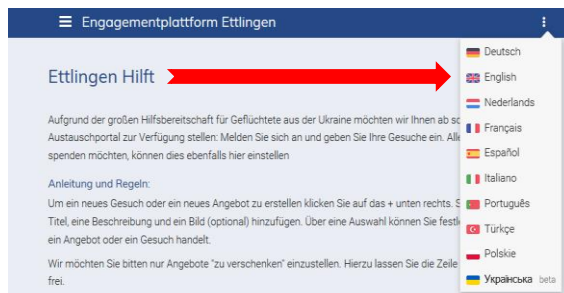 Engagementplattform Ettlingen
Deutsch
Ettlingen Hilft
English
Nederlands
Aufgrund der großen Hilfsbereitschaft für Geflüchtete aus der Ukraine möchten wir Ihnen ab
Français
Austauschportal zur Verfügung stellen: Melden Sie sich an und geben Sie Ihre Gesuche ein.
spenden möchten, können dies ebenfalls hier einstellen
Español
Italiano
Anleitung und Regeln:
Português
Um ein neues Gesuch oder ein neues Angebot zu erstellen klicken Sie auf das + unten rechts.
Titel, eine Beschreibung und ein Bild (optional) hinzufügen. Über eine Auswahl können Sie
Türkçe
ein Angebot oder ein Gesuch handelt.
Polskie
Wir möchten Sie bitten nur Angebote "zu verschenken" einzustellen. Hierzu lassen Sie die Zeile
frei.
Українська beta